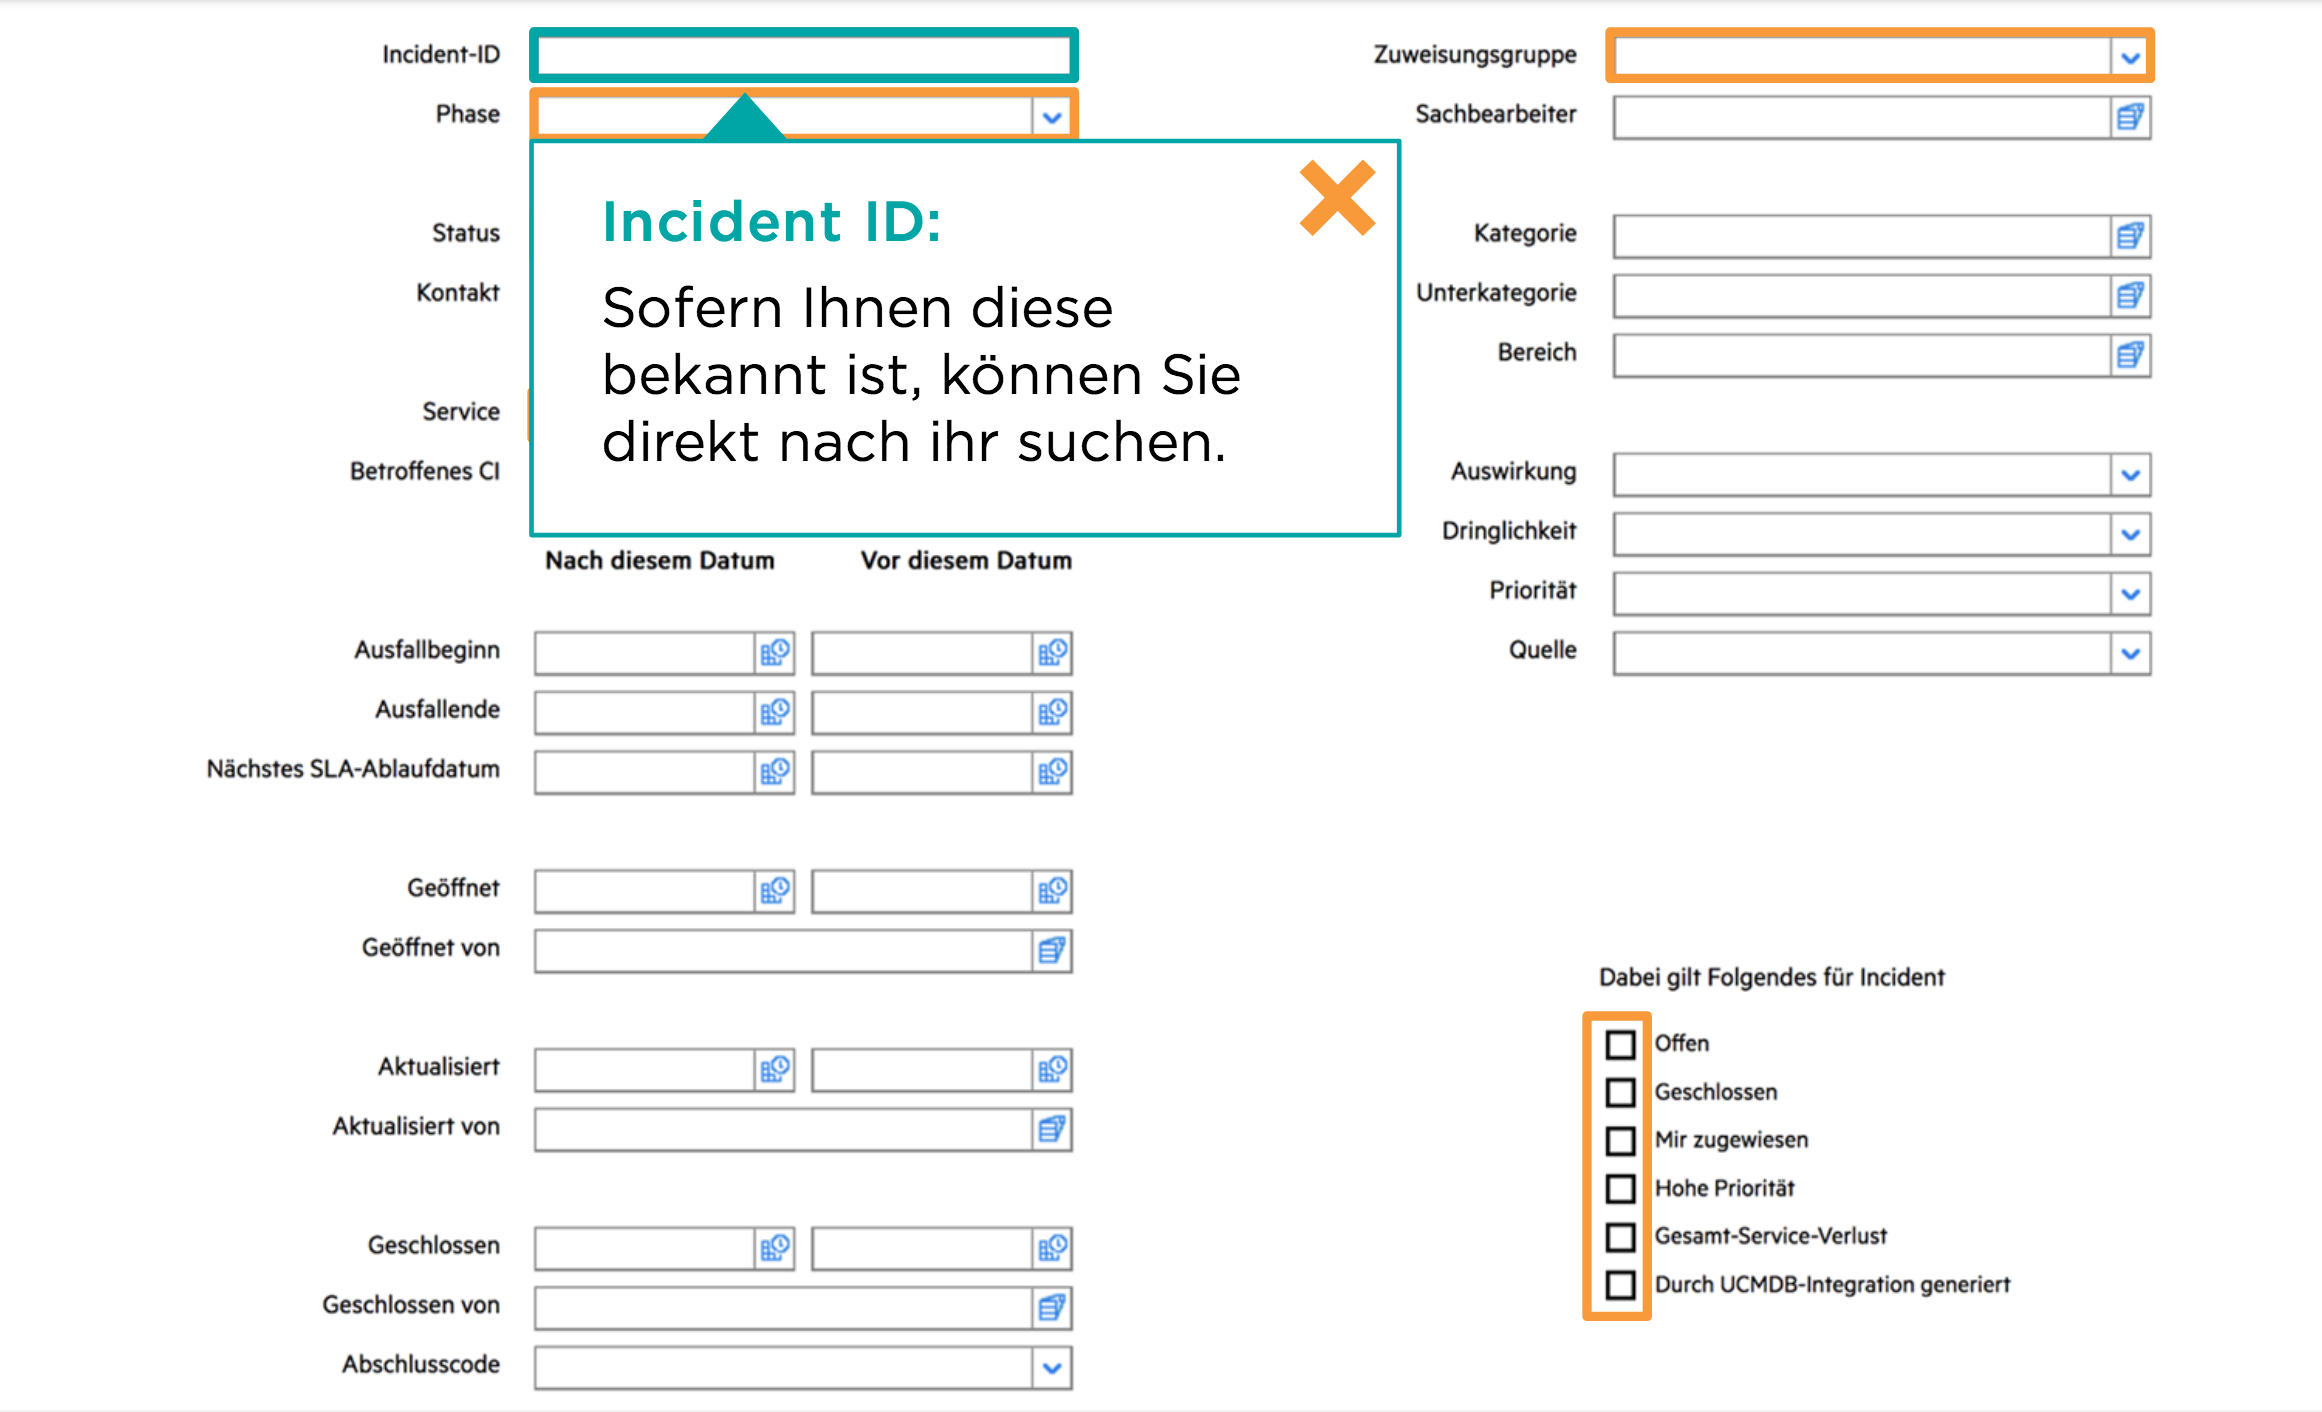 Incident-ID
Phase
Status
Kontakt
Service
Betroffenes CI
Incident ID:
Sofern Ihnen diese
bekannt ist, können Sie
direkt nach ihr suchen.
Nach diesem Datum
Vor diesem Datum
Ausfallbeginn
Ausfallende
Nächstes SLA-Ablaufdatum
Geöffnet
Geöffnet von
Aktualisiert
Aktualisiert von
Geschlossen
Geschlossen von
Abschlusscode
Zuweisungsgruppe
Sachbearbeiter
Kategorie
Unterkategorie
Bereich
Auswirkung
Dringlichkeit
Priorität
Quelle
Dabei gilt Folgendes für Incident
Offen
Geschlossen
Mir zugewiesen
Hohe Priorität
Gesamt-Service-Verlust
Durch UCMDB-Integration generiert